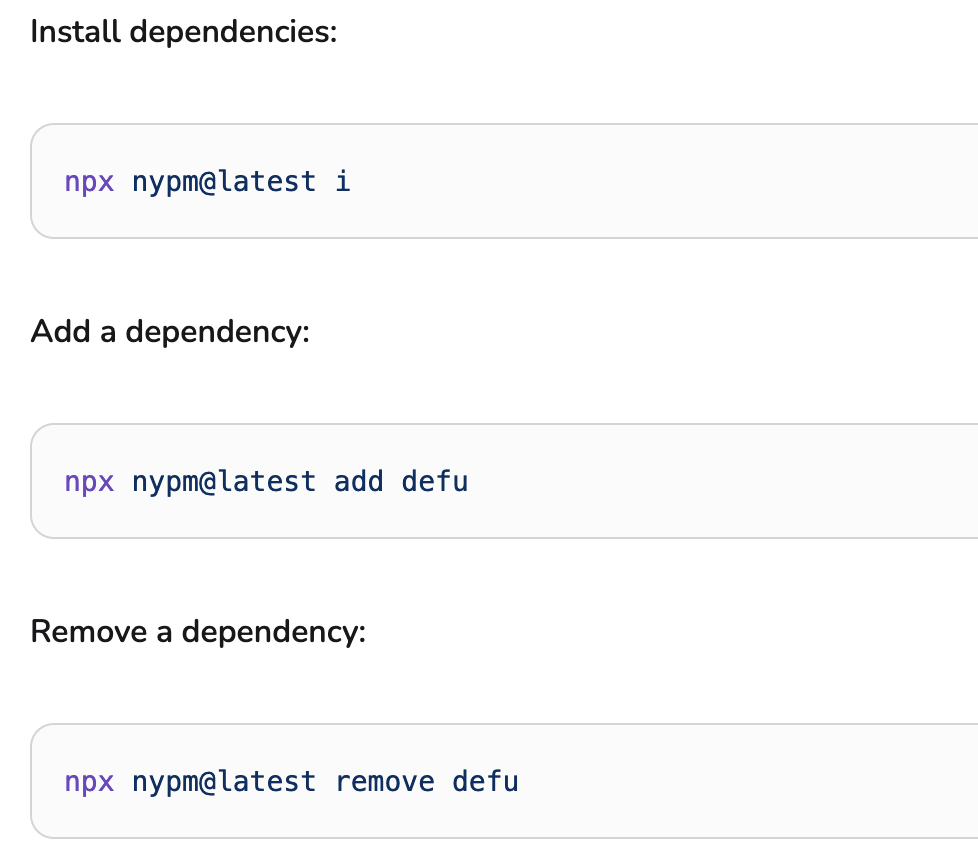 Install dependencies:
npx nypm@latest i
Add a dependency:
npx nypm@latest add defu
Remove a dependency:
npx nypm@latest remove defu